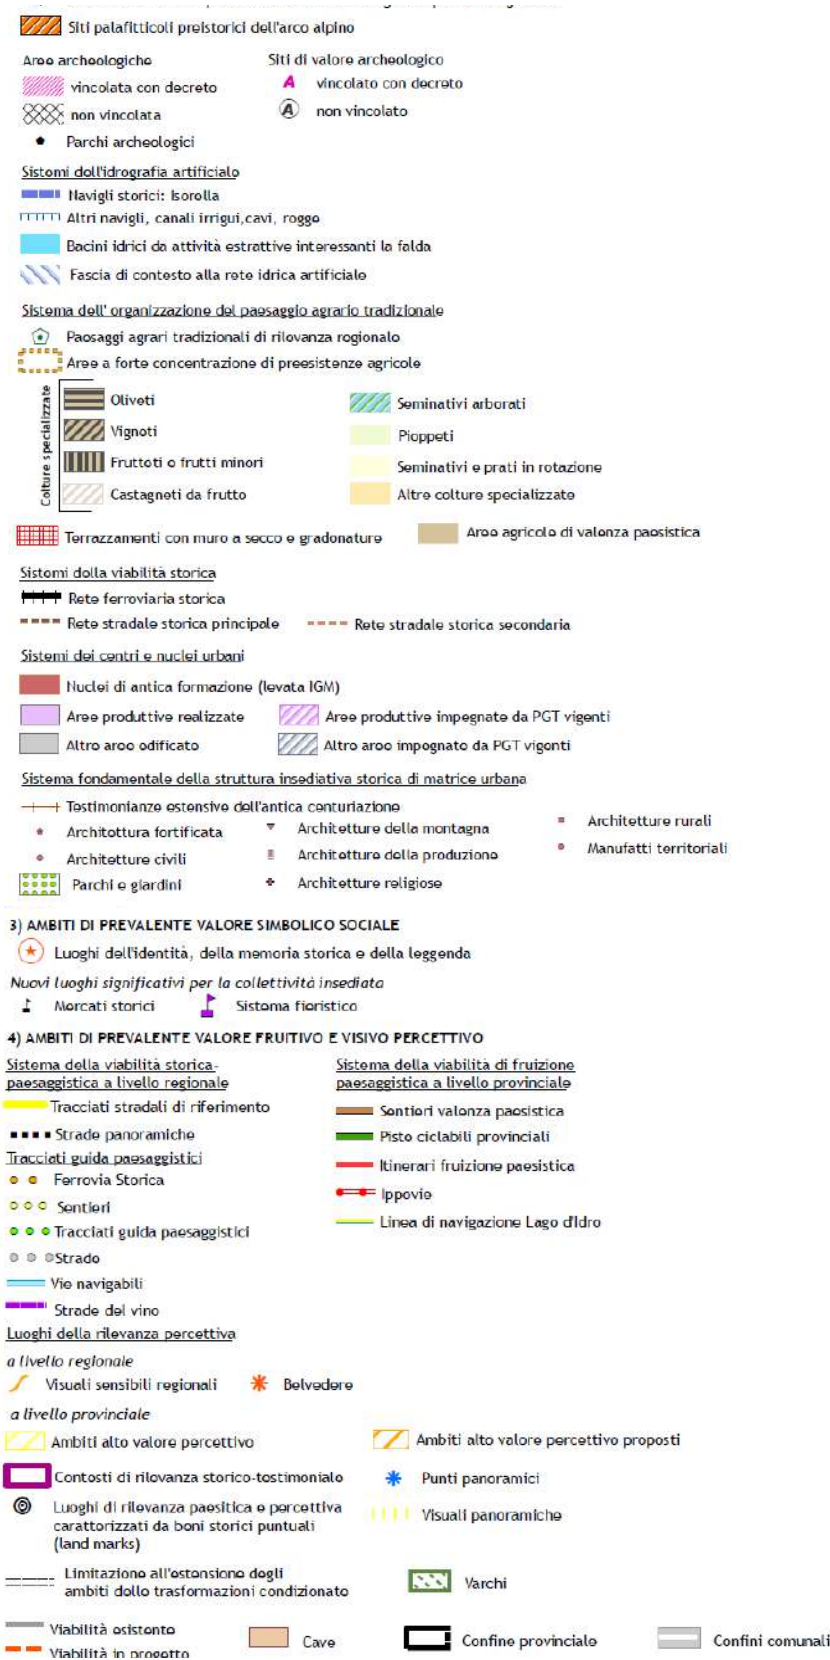 Siti palafitticoli preistorici dell'arco alpino
Aree archeologiche
Siti di valore archeologico
vincolata con decreto
A vincolato con decreto
non vincolata
A non vincolato
Parchi archeologici
Sistemi dell'idrografia artificiale
Navigli storici: Isorella
Altri navigli, canali irrigui,cavi, rogge
Bacini idrici da attività estrattive interessanti la falda
Fascia di contesto alla rete idrica artificiale
Sistema dell' organizzazione del paesaggio agrario tradizionale
Paesaggi agrari tradizionali di rilevanza regionale
Aree a forte concentrazione di preesistenze agricole
Colture specializzate
Oliveti
Seminativi arborati
Vigneti
Pioppeti
Frutteti e frutti minori
Seminativi e prati in rotazione
Castagneti da frutto
Altre colture specializzate
Terrazzamenti con muro a secco e gradonature
Aree agricole di valenza paesistica
Sistemi della viabilità storica
Rete ferroviaria storica
Rete stradale storica principale
Rete stradale storica secondaria
Sistemi dei centri e nuclei urbani
Nuclei di antica formazione (levata IGM)
Aree produttive realizzate
Aree produttive impegnate da PGT vigenti
Altre aree edificate
Altre aree impegnate da PGT vigenti
Sistema fondamentale della struttura insediativa storica di matrice urbana
Testimonianze estensive dell'antica centuriazione
Architettura fortificata
Architetture della montagna
Architetture rurali
Architetture civili
Architetture della produzione
Manufatti territoriali
Parchi e giardini
Architetture religiose
3) AMBITI DI PREVALENTE VALORE SIMBOLICO SOCIALE
Luoghi dell'identità, della memoria storica e della leggenda
Nuovi luoghi significativi per la collettività insediata
Mercati storici
Sistema fieristico
4) AMBITI DI PREVALENTE VALORE FRUITIVO E VISIVO PERCETTIVO
Sistema della viabilità storica-
paesaggistica a livello regionale
Tracciati stradali di riferimento
Strade panoramiche
Tracciati guida paesaggistici
Ferrovia Storica
Sentieri
Tracciati guida paesaggistici
Strade
Vie navigabili
Strade del vino
Sistema della viabilità di fruizione
paesaggistica a livello provinciale
Sentieri valenza paesistica
Piste ciclabili provinciali
Itinerari fruizione paesistica
Ippovie
Linea di navigazione Lago d'Idro
Luoghi della rilevanza percettiva
a livello regionale
Visuali sensibili regionali
Belvedere
a livello provinciale
Ambiti alto valore percettivo
Ambiti alto valore percettivo proposti
Contesti di rilevanza storico-testimoniale
Punti panoramici
Luoghi di rilevanza paesitica e percettiva
carattorizzati da beni storici puntuali
(land marks)
Visuali panoramiche
Limitazione all'estensione degli
ambiti delle trasformazioni condizionate
Varchi
Viabilità esistente
Viabilità in progetto
Cave
Confine provinciale
Confini comunali